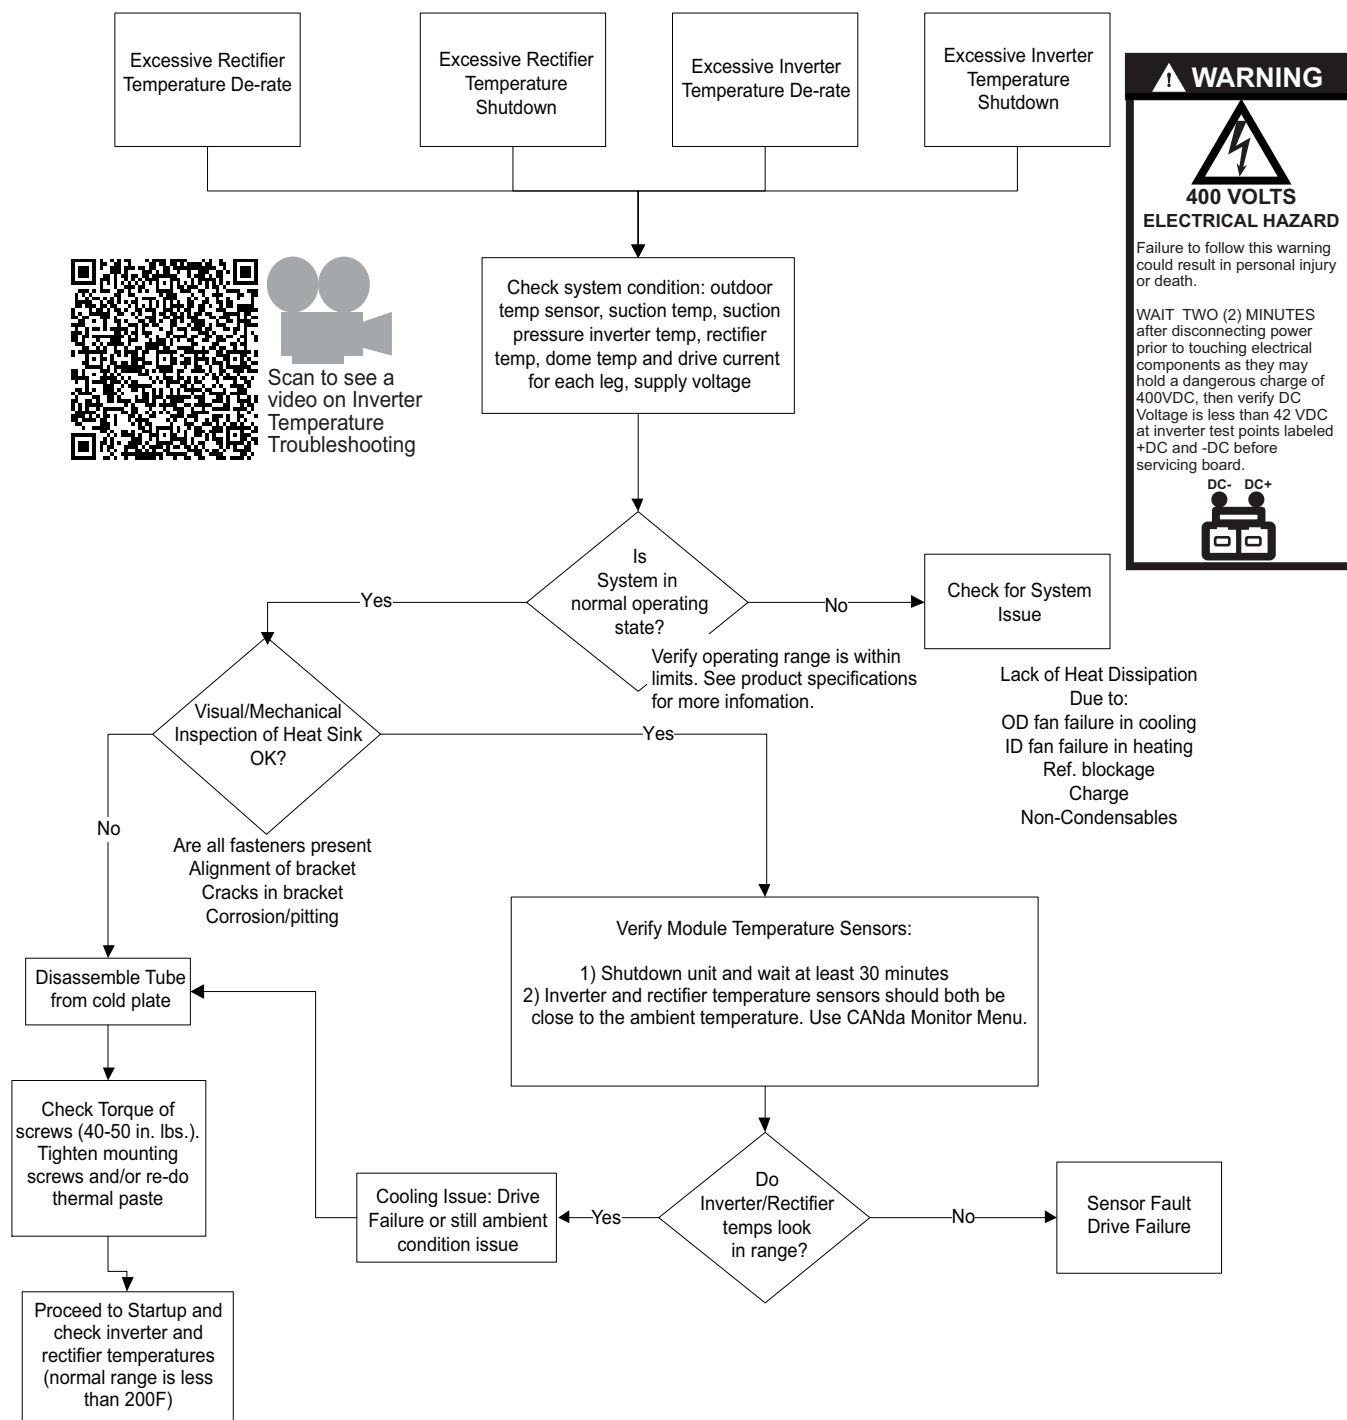 Excessive Rectifier
Temperature De-rate
Excessive Rectifier
Temperature
Shutdown
Excessive Inverter
Temperature De-rate
Excessive Inverter
Temperature
Shutdown
WARNING
400 VOLTS
ELECTRICAL HAZARD
Failure to follow this warning
could result in personal injury
or death.
WAIT TWO (2) MINUTES
after disconnecting power
prior to touching electrical
components as they may
hold a dangerous charge of
400VDC, then verify DC
Voltage is less than 42 VDC
at inverter test points labeled
+DC and -DC before
servicing board.
DC- DC+
Scan to see a
video on Inverter
Temperature
Troubleshooting
Check system condition: outdoor
temp sensor, suction temp, suction
pressure inverter temp, rectifier
temp, dome temp and drive current
for each leg, supply voltage
Is
System in
normal operating
state?
Yes
No
Verify operating range is within
limits. See product specifications
for more infomation.
Check for System
Issue
Lack of Heat Dissipation
Due to:
OD fan failure in cooling
ID fan failure in heating
Ref. blockage
Charge
Non-Condensables
Visual/Mechanical
Inspection of Heat Sink
OK?
Yes
No
Are all fasteners present
Alignment of bracket
Cracks in bracket
Corrosion/pitting
Verify Module Temperature Sensors:
1) Shutdown unit and wait at least 30 minutes
2) Inverter and rectifier temperature sensors should both be
close to the ambient temperature. Use CANda Monitor Menu.
Disassemble Tube
from cold plate
Check Torque of
screws (40-50 in. lbs.).
Tighten mounting
screws and/or re-do
thermal paste
Cooling Issue: Drive
Failure or still ambient
condition issue
Yes
Do
Inverter/Rectifier
temps look
in range?
No
Sensor Fault
Drive Failure
Proceed to Startup and
check inverter and
rectifier temperatures
(normal range is less
than 200F)